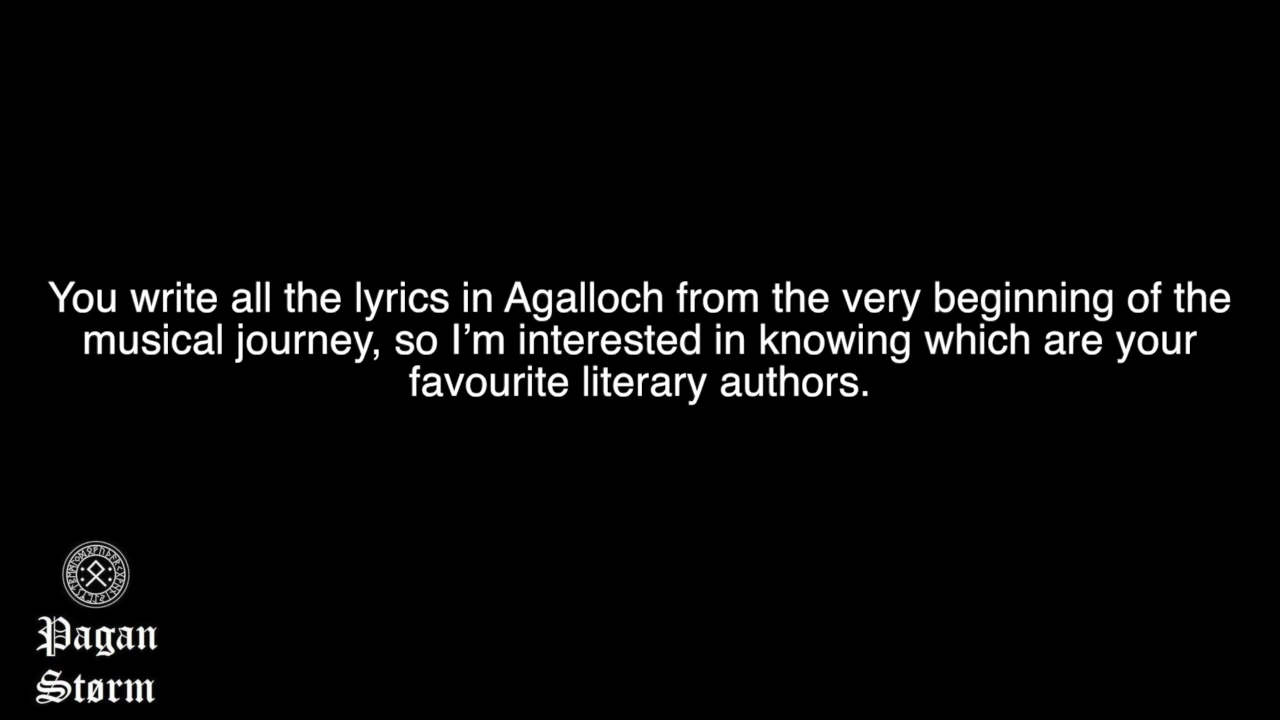 You write all the lyrics in Agalloch from the very beginning of the
musical journey, so I’m interested in knowing which are your
favourite literary authors.
Pagan
Størm